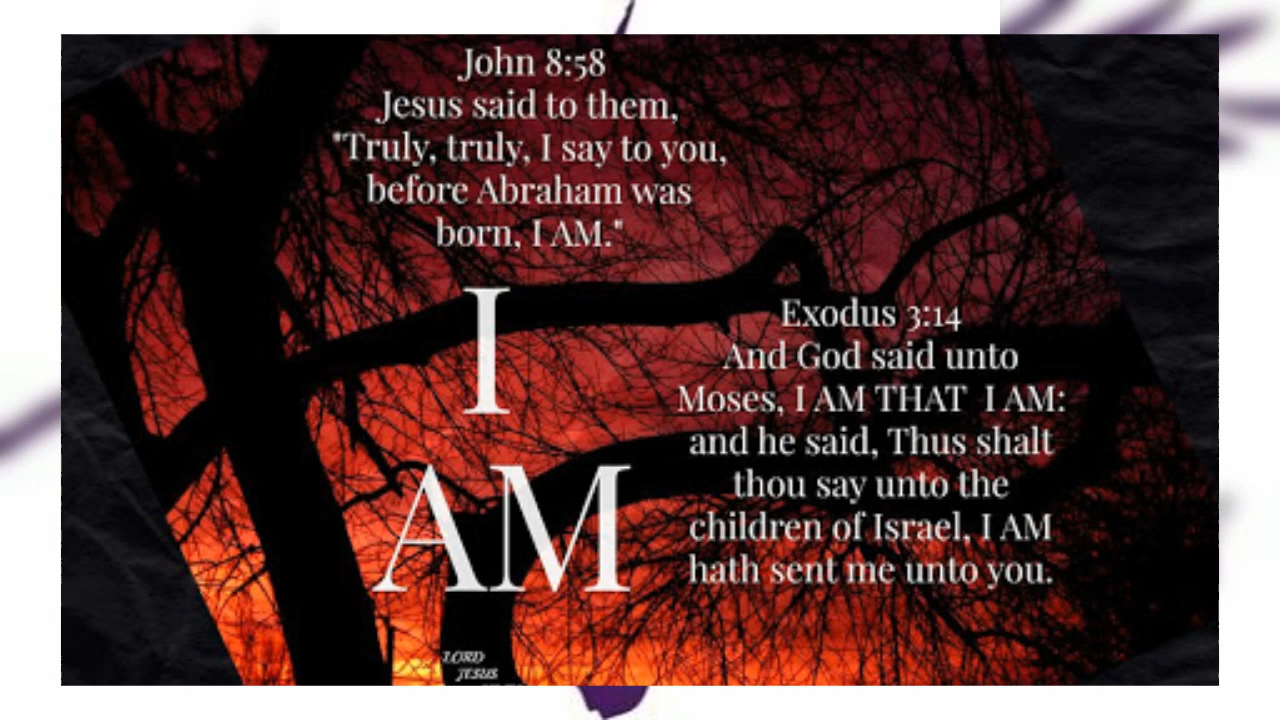 John 8:58
Jesus said to them,
"Truly, truly, I say to you,
before Abraham was
born, I AM."
I
AM
Exodus 3:14
And God said unto
Moses, I AM THAT  I AM:
and he said, Thus shalt
thou say unto the
children of Israel, I AM
hath sent me unto you.
LORD
JESUS